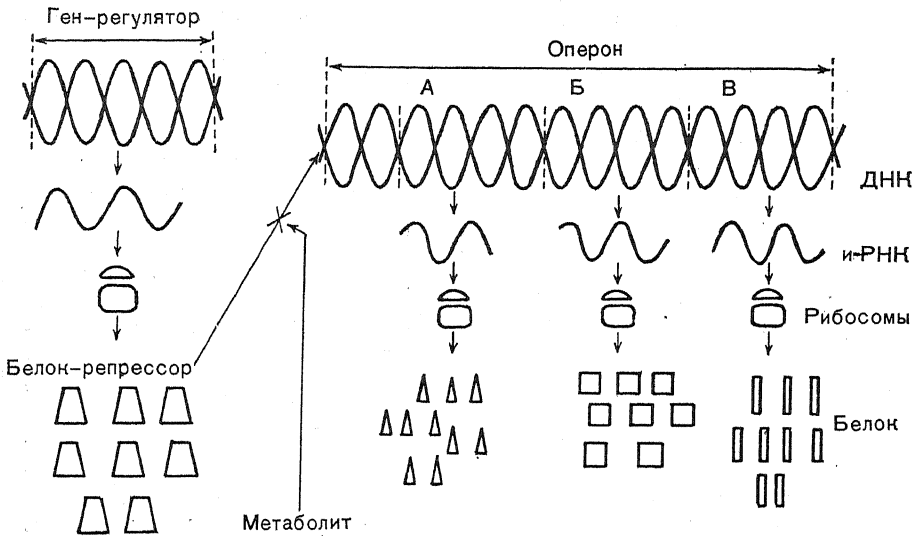 Ген-регулятор
Оперон
А Б В
ДНК
и-РНК
Рибосомы
Белок-репрессор
Белок
Метаболит